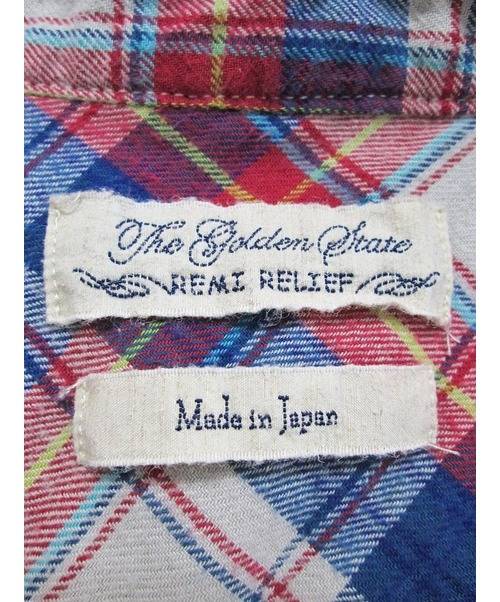 The Golden State
REMI RELIEF
Made in Japan